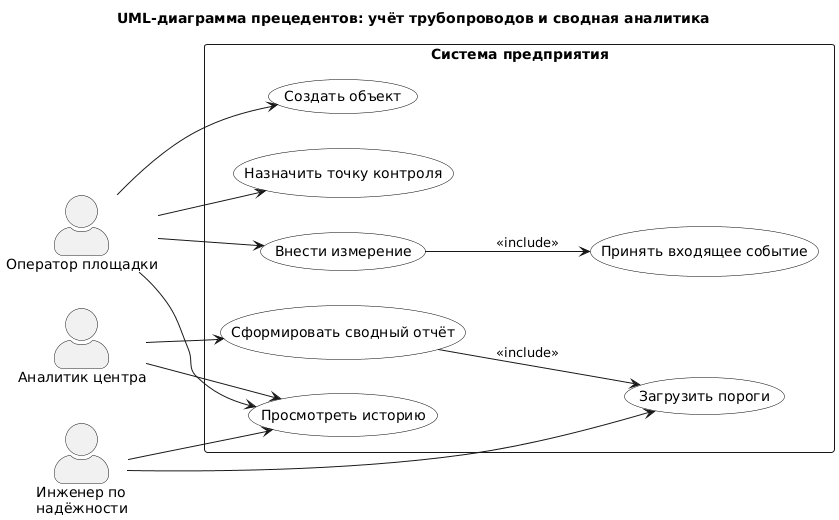 UML-диаграмма прецедентов: учёт трубопроводов и сводная аналитика
Система предприятия
Создать объект
Назначить точку контроля
Внести измерение
«include»
Принять входящее событие
Оператор площадки
Сформировать сводный отчёт
«include»
Загрузить пороги
Аналитик центра
Просмотреть историю
Инженер по
надёжности